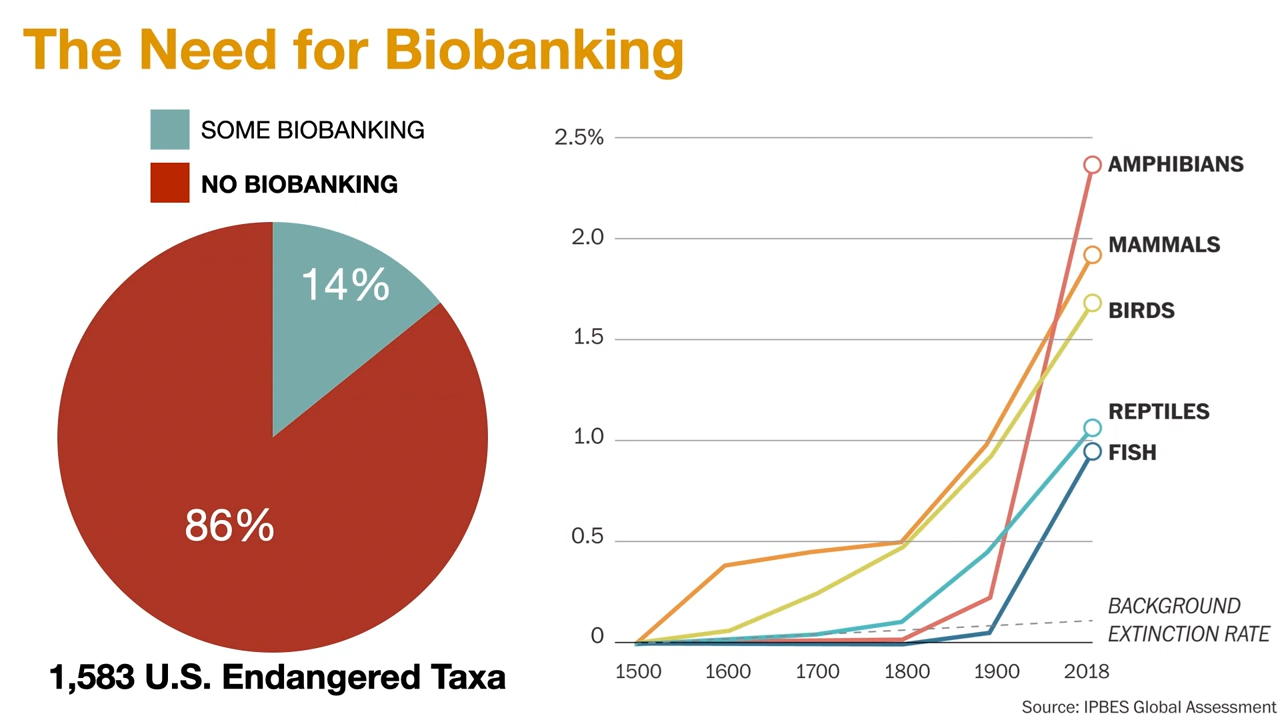 The Need for Biobanking
SOME BIOBANKING
NO BIOBANKING
14%
86%
1,583 U.S. Endangered Taxa
2.5%
2.0
1.5
1.0
0.5
0
1500 1600 1700 1800 1900 2018
AMPHIBIANS
MAMMALS
BIRDS
REPTILES
FISH
BACKGROUND
EXTINCTION RATE
Source: IPBES Global Assessment